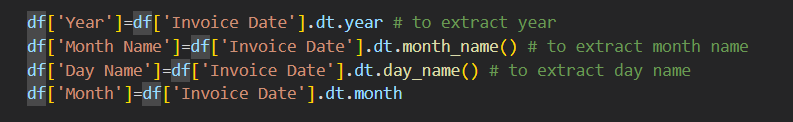 df['Year']=df['Invoice Date'].dt.year # to extract year
df['Month Name']=df['Invoice Date'].dt.month_name() # to extract month name
df['Day Name']=df['Invoice Date'].dt.day_name() # to extract day name
df['Month']=df['Invoice Date'].dt.month